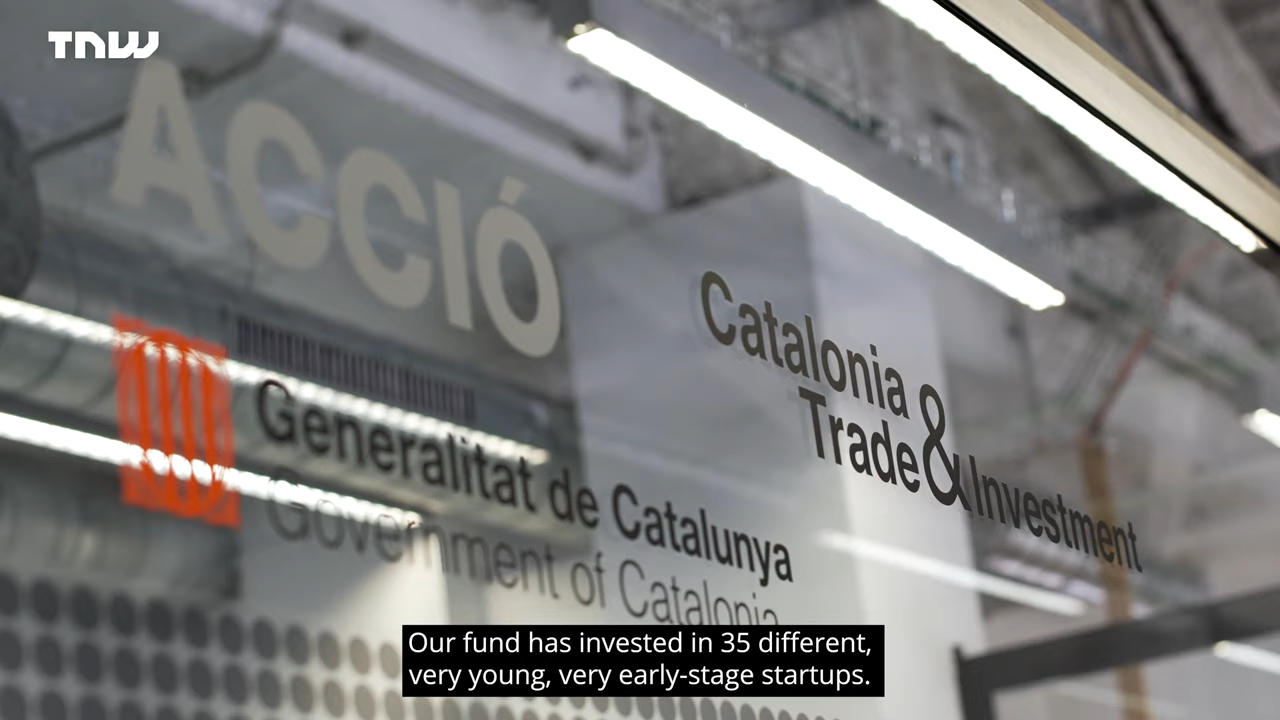 TNW
ACCIÓ
Catalonia
Trade & Investment
Generalitat de Catalunya
Government of Catalonia
Our fund has invested in 35 different,
very young, very early-stage startups.